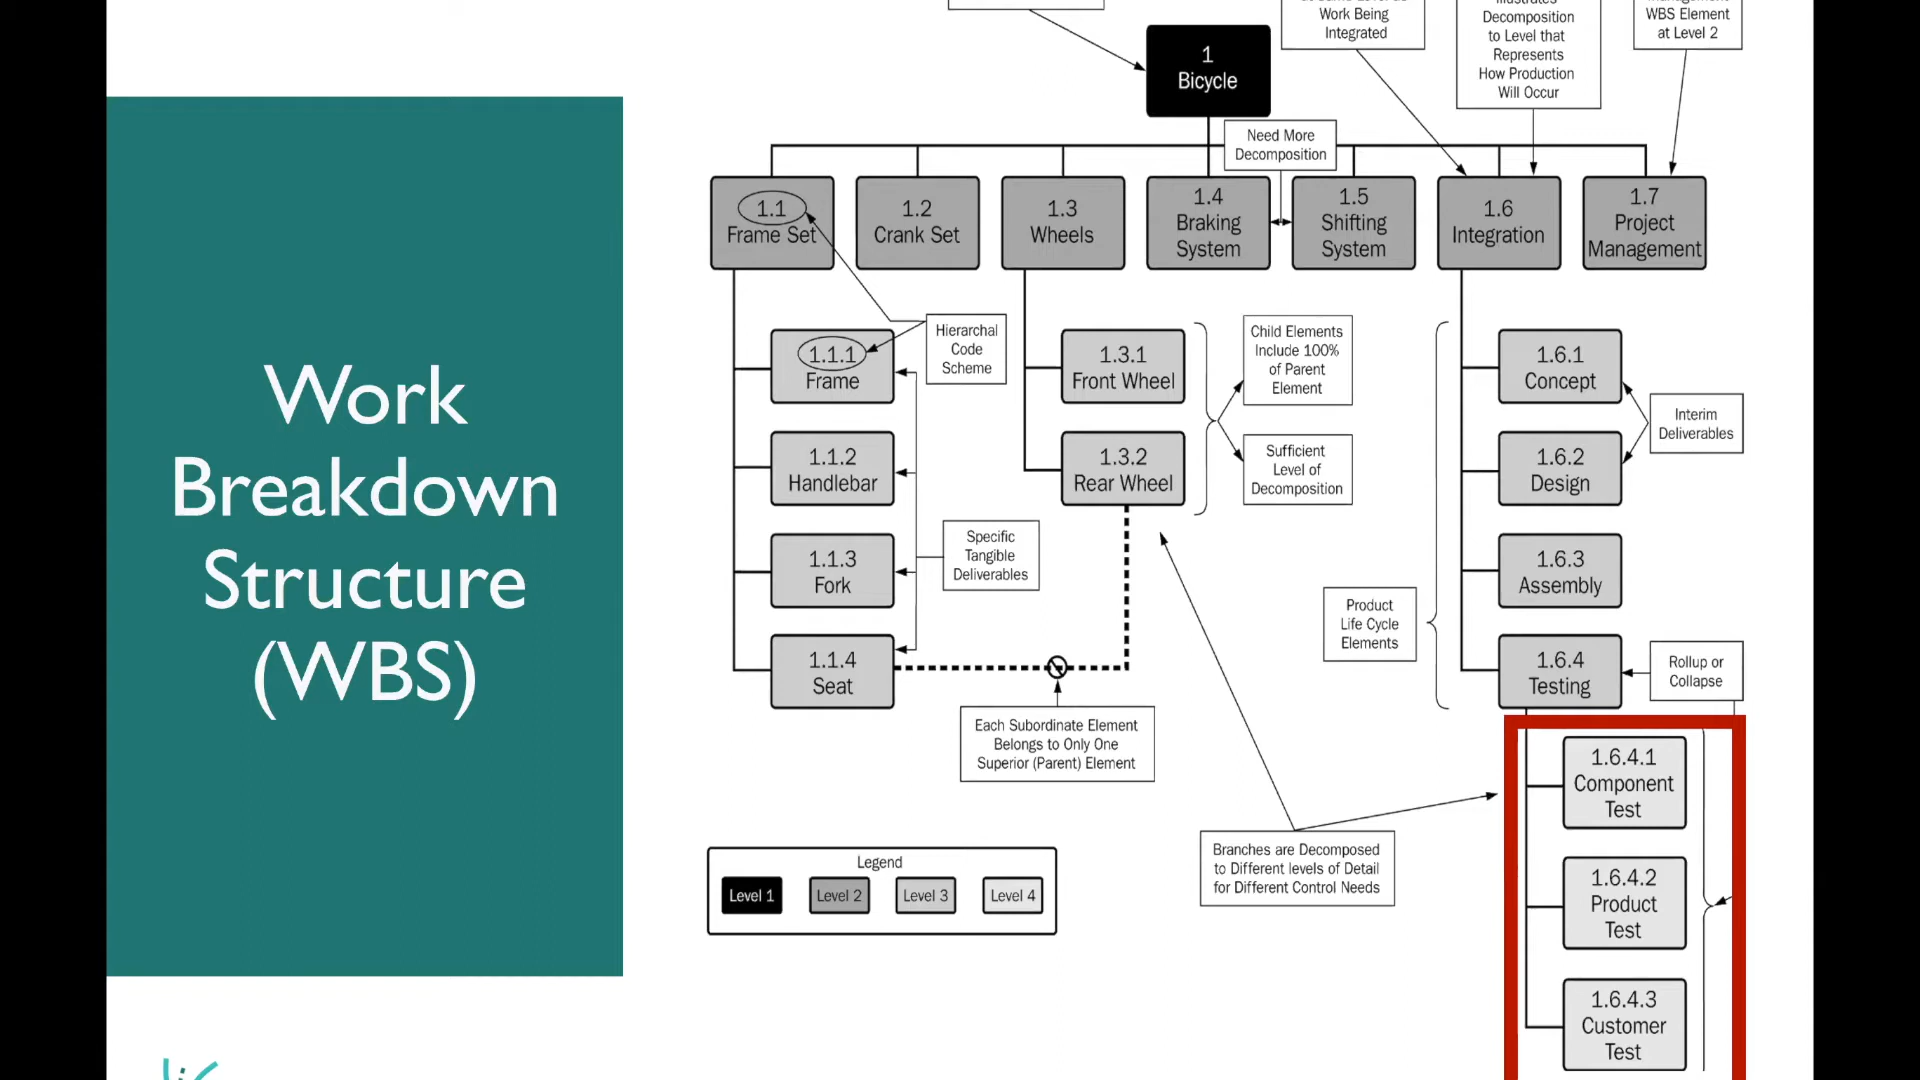 Work
Breakdown
Structure
(WBS)
Work Being
Integrated
Decomposition
to Level that
Represents
How Production
Will Occur
WBS Element
at Level 2
1
Bicycle
Need More
Decomposition
1.1
Frame Set
1.2
Crank Set
1.3
Wheels
1.4
Braking
System
1.5
Shifting
System
1.6
Integration
1.7
Project
Management
Hierarchal
Code
Scheme
1.1.1
Frame
1.1.2
Handlebar
1.1.3
Fork
1.1.4
Seat
Specific
Tangible
Deliverables
1.3.1
Front Wheel
1.3.2
Rear Wheel
Child Elements
Include 100%
of Parent
Element
Sufficient
Level of
Decomposition
Each Subordinate Element
Belongs to Only One
Superior (Parent) Element
1.6.1
Concept
1.6.2
Design
1.6.3
Assembly
1.6.4
Testing
Interim
Deliverables
Product
Life Cycle
Elements
Rollup or
Collapse
1.6.4.1
Component
Test
1.6.4.2
Product
Test
1.6.4.3
Customer
Test
Branches are Decomposed
to Different levels of Detail
for Different Control Needs
Legend
Level 1
Level 2
Level 3
Level 4